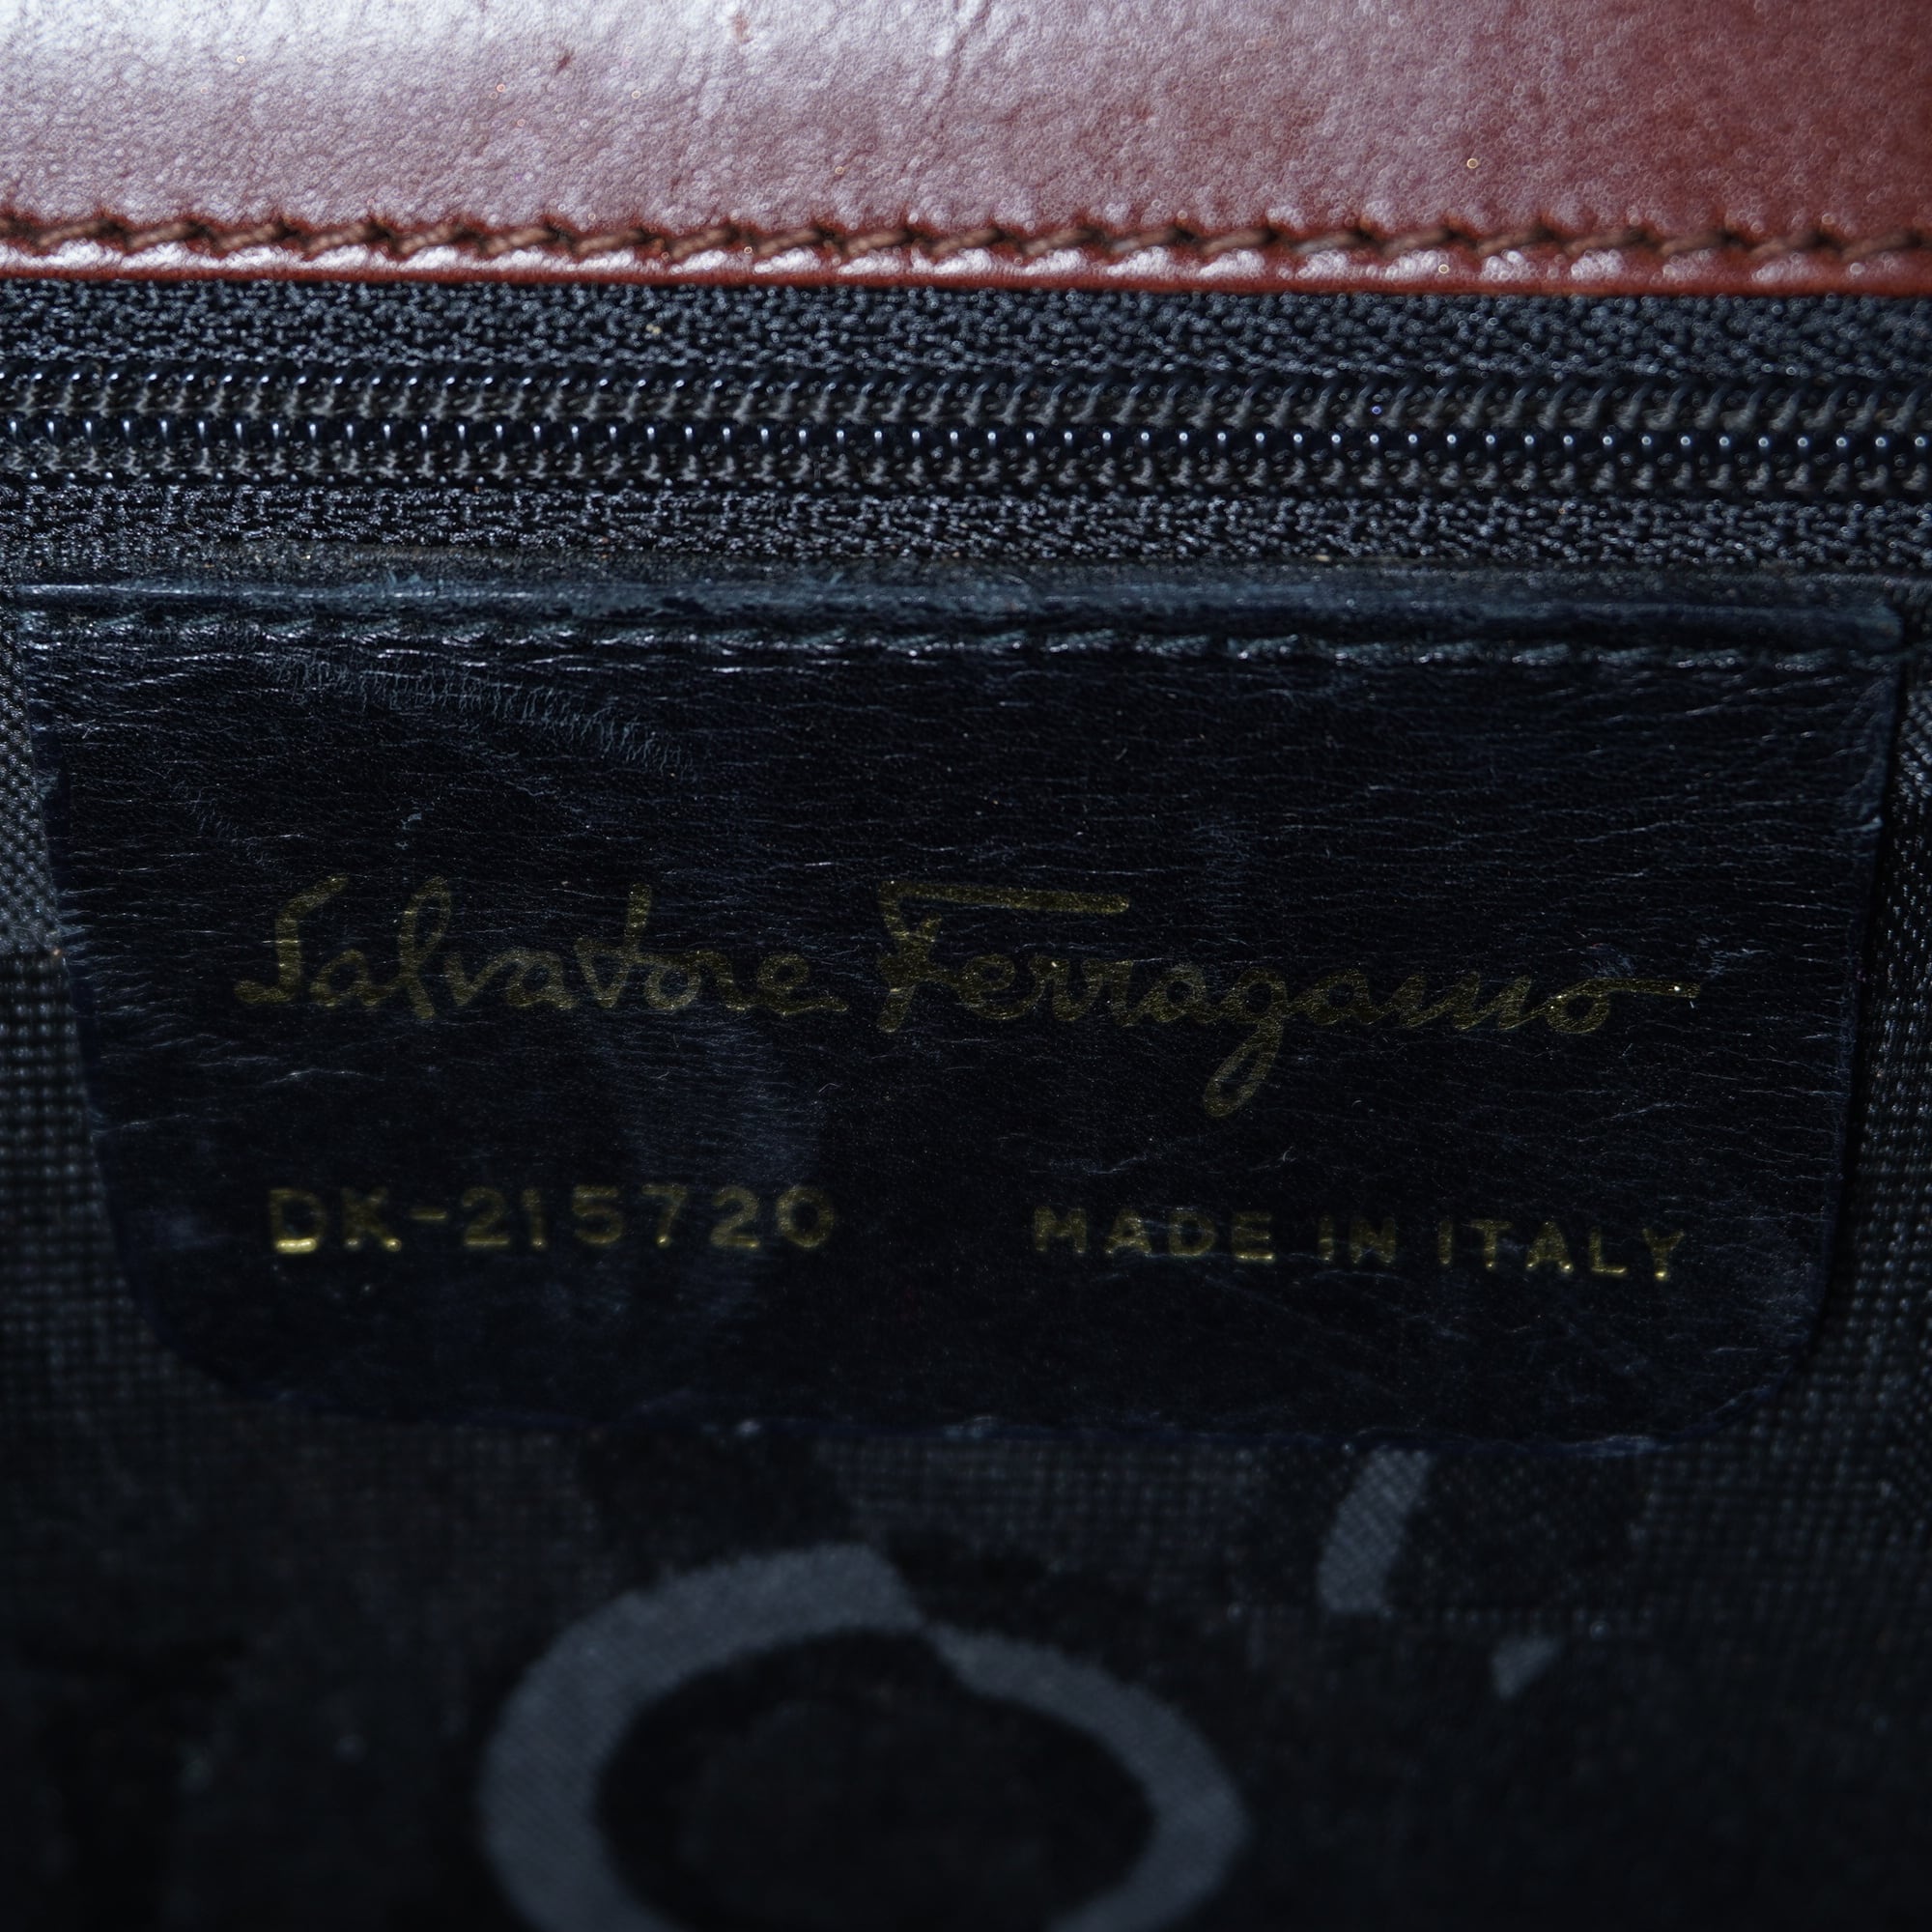 Salvatore Ferragamo
DK-215720 MADE IN ITALY